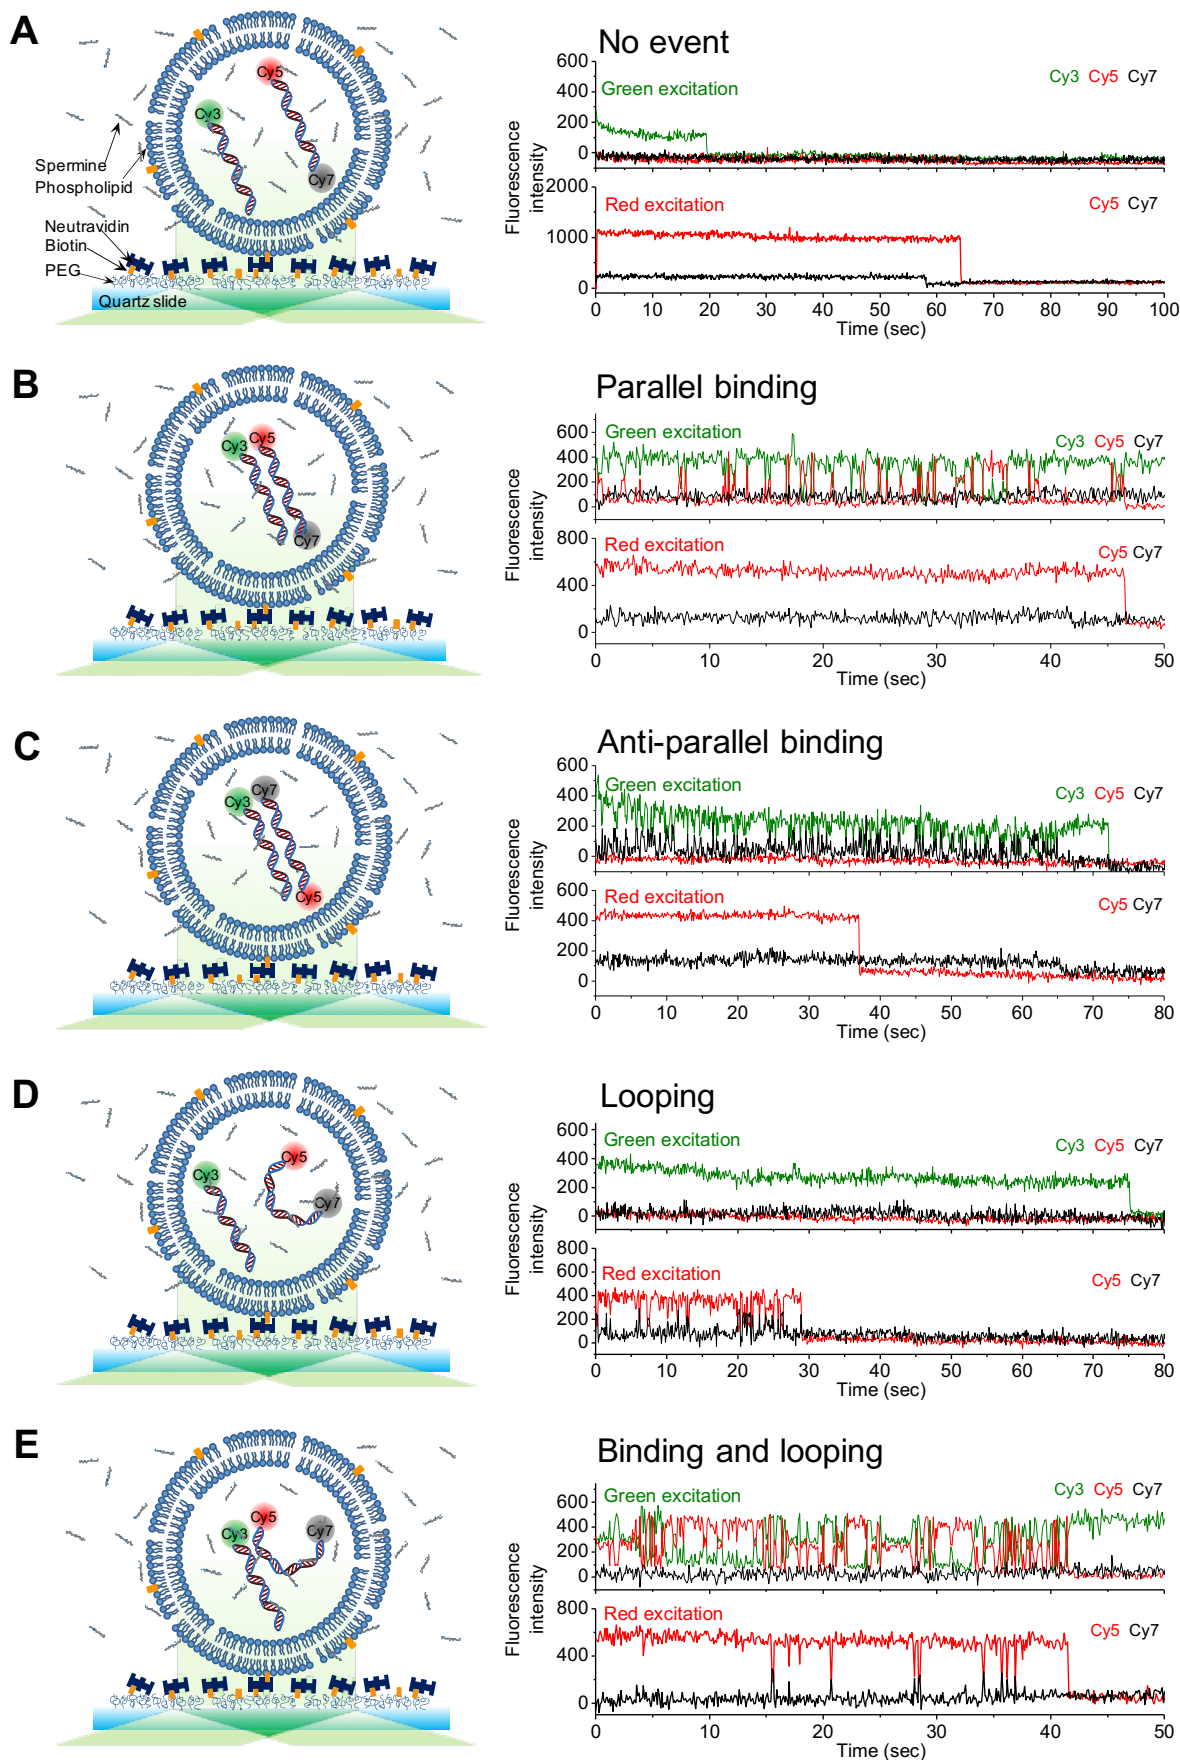 A
Cy5
Cy3
Cy7
Spermine
Phospholipid
Neutravidin
Biotin
PEG
Quartz slide
No event
Green excitation
Cy3 Cy5 Cy7
600
400
200
0
Red excitation
Cy5 Cy7
2000
1000
0
Fluorescence
intensity
0 10 20 30 40 50 60 70 80 90 100
Time (sec)
B
Cy3
Cy5
Cy7
Parallel binding
Green excitation
Cy3 Cy5 Cy7
600
400
200
0
Red excitation
Cy5 Cy7
800
400
0
Fluorescence
intensity
0 10 20 30 40 50
Time (sec)
C
Cy7
Cy3
Cy5
Anti-parallel binding
600
Green excitation
Cy3 Cy5 Cy7
400
200
0
600
Red excitation
Cy5 Cy7
400
200
0
Fluorescence
intensity
0 10 20 30 40 50 60 70 80
Time (sec)
D
Cy5
Cy3
Cy7
Looping
600
Green excitation
Cy3 Cy5 Cy7
400
200
0
800
Red excitation
Cy5 Cy7
600
400
200
0
Fluorescence
intensity
0 10 20 30 40 50 60 70 80
Time (sec)
E
Cy5
Cy3
Cy7
Binding and looping
Green excitation
Cy3 Cy5 Cy7
600
400
200
0
800
Red excitation
Cy5 Cy7
400
0
Fluorescence
intensity
0 10 20 30 40 50
Time (sec)